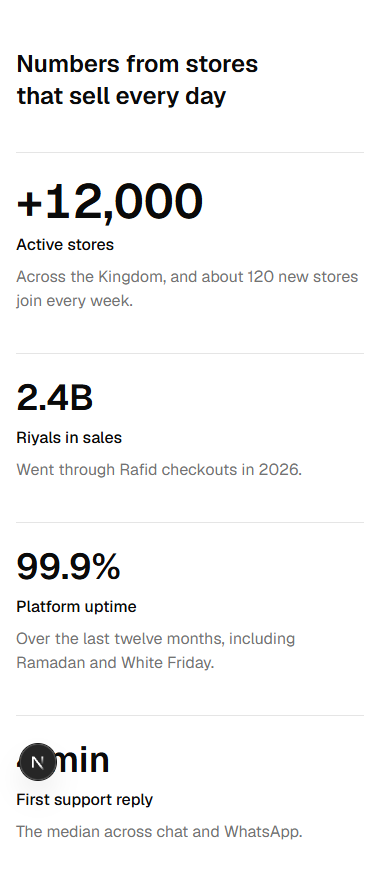 Numbers from stores
that sell every day
+12,000
Active stores
Across the Kingdom, and about 120 new stores
join every week.
2.4B
Riyals in sales
Went through Rafid checkouts in 2026.
99.9%
Platform uptime
Over the last twelve months, including
Ramadan and White Friday.
N
min
First support reply
The median across chat and WhatsApp.